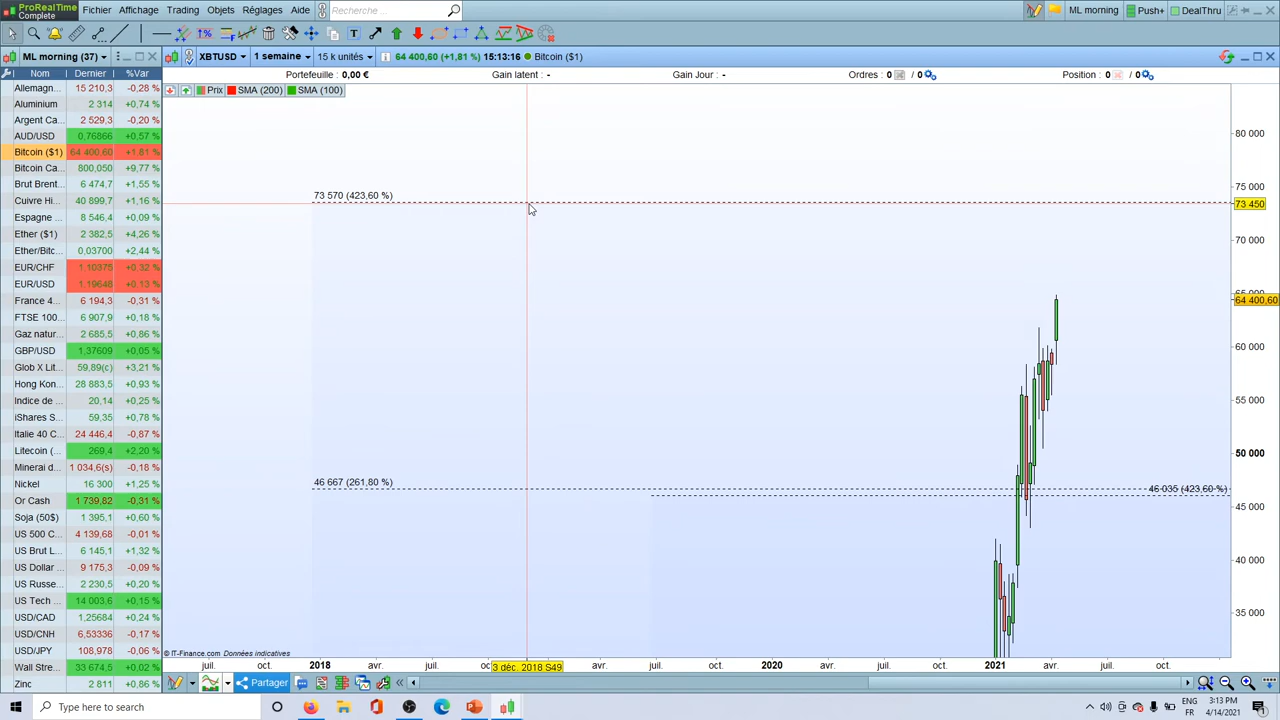 ProRealTime
Complete
Fichier Affichage Trading Objets Réglages Aide Recherche ... ML morning Push+ DealThru
ML morning (37) XBTUSD 1 semaine 15 k unités 64 400,60 (+1,81 %) 15:13:16 Bitcoin ($1)
Nom Dernier %Var
Portefeuille : 0,00 € Gain latent : - Gain Jour : - Ordres : 0 / 0 Position : 0 / 0
Prix SMA (200) SMA (100)
Allemagn... 15 210,3 -0,28 %
Aluminium 2 314 +0,74 %
Argent Ca... 2 529,3 -0,20 %
AUD/USD 0,76866 +0,57 %
Bitcoin ($1) 64 400,60 +1,81 %
Bitcoin Ca... 800,050 +9,77 %
Brut Brent... 6 474,7 +1,55 %
Cuivre Hi... 40 899,7 +1,16 %
Espagne ... 8 546,4 +0,09 %
Ether ($1) 2 382,5 +4,26 %
Ether/Bitc... 0,03700 +2,44 %
EUR/CHF 1,10375 +0,32 %
EUR/USD 1,19648 +0,13 %
France 4... 6 194,3 -0,31 %
FTSE 100... 6 907,9 +0,18 %
Gaz natur... 2 685,5 +0,86 %
GBP/USD 1,37609 +0,05 %
Glob X Lit... 59,89(c) +3,21 %
Hong Kon... 28 883,5 +0,93 %
Indice de ... 20,14 +0,25 %
iShares S... 59,35 +0,78 %
Italie 40 C... 24 446,4 -0,87 %
Litecoin (... 269,4 +2,20 %
Minerai d... 1 034,6(s) -0,18 %
Nickel 16 300 +1,25 %
Or Cash 1 739,82 -0,31 %
Soja (50$) 1 395,1 +0,60 %
US 500 C... 4 139,68 -0,01 %
US Brut L... 6 145,1 +1,32 %
US Dollar ... 9 175,3 -0,09 %
US Russe... 2 230,5 +0,20 %
US Tech ... 14 003,6 +0,15 %
USD/CAD 1,25684 +0,24 %
USD/CNH 6,53336 -0,17 %
USD/JPY 108,978 -0,06 %
Wall Stre... 33 674,5 +0,02 %
Zinc 2 811 +0,86 %
73 570 (423,60 %)
46 667 (261,80 %)
46 035 (423,60 %)
80 000
75 000
73 450
70 000
64 400,60
60 000
55 000
50 000
45 000
40 000
35 000
© IT-Finance.com Données indicatives
juil. oct. 2018 avr. juil. 3 déc. 2018 S49 avr. juil. 2020 avr. juil. oct. 2021 avr. juil. oct.
Partager
Type here to search
ENG
FR
3:13 PM
4/14/2021